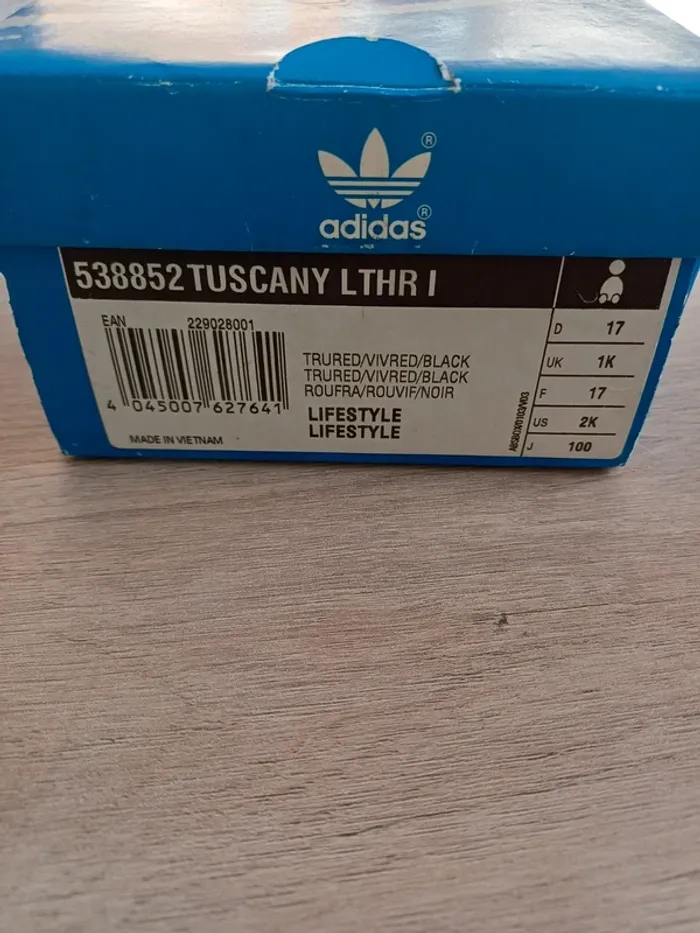 ®
adidas®
538852 TUSCANY LTHR I
EAN 229028001
4 045007 627641
MADE IN VIETNAM
TRURED/VIVRED/BLACK
TRURED/VIVRED/BLACK
ROUFRA/ROUVIF/NOIR
LIFESTYLE
LIFESTYLE
D 17
UK 1K
F 17
US 2K
J 100